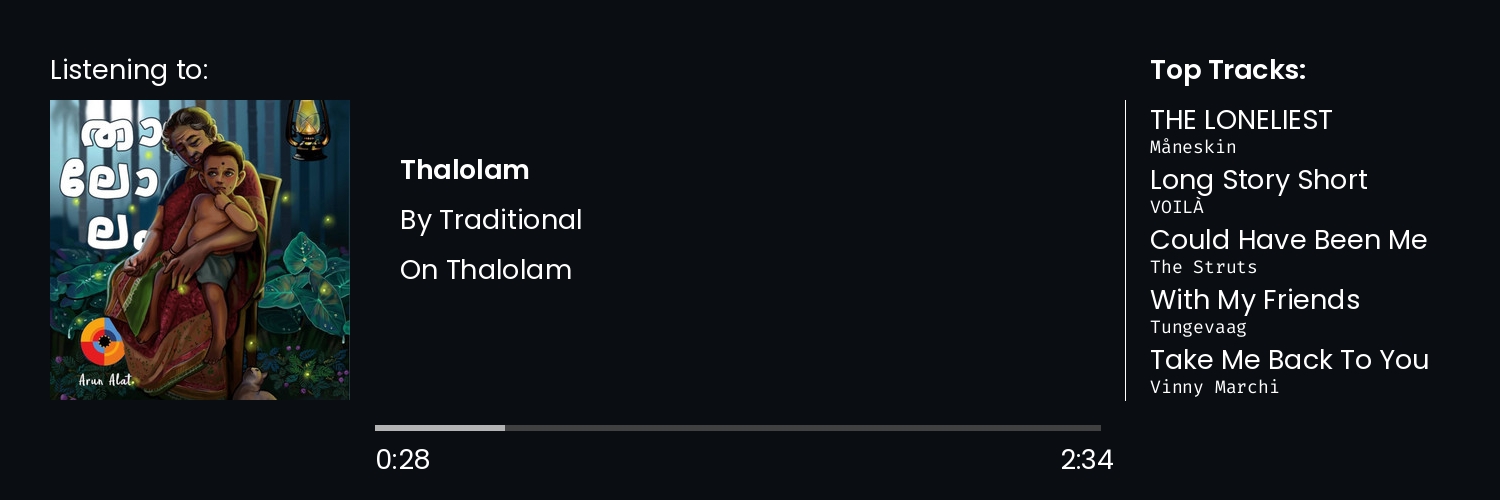 Listening to:
താ
ലോ
ലം
Arun Alat
Thalolam
By Traditional
On Thalolam
0:28
2:34
Top Tracks:
THE LONELIEST
Måneskin
Long Story Short
VOILÀ
Could Have Been Me
The Struts
With My Friends
Tungevaag
Take Me Back To You
Vinny Marchi